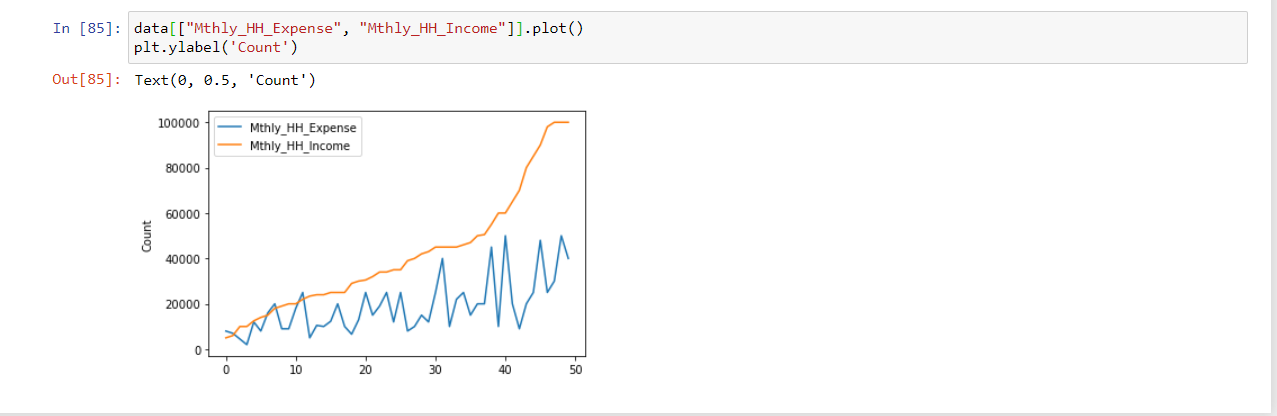 In [85]: data[["Mthly_HH_Expense", "Mthly_HH_Income"]].plot()
plt.ylabel('Count')
Out[85]: Text(0, 0.5, 'Count')
100000
80000
60000
40000
20000
0
Count
Mthly_HH_Expense
Mthly_HH_Income
0 10 20 30 40 50